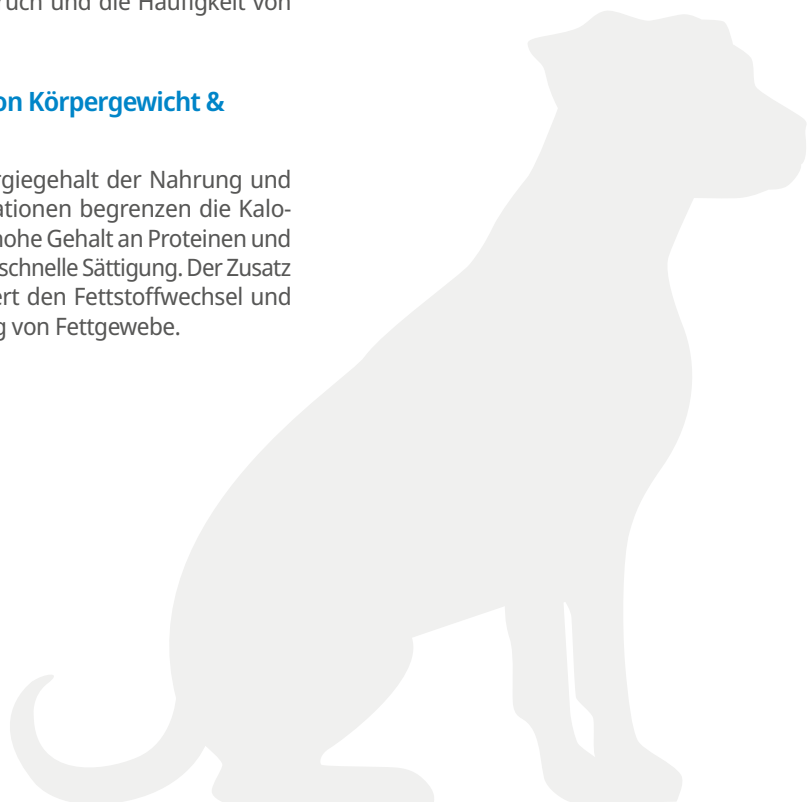 ruch und die Häufigkeit von
on Körpergewicht &
rgiegehalt der Nahrung und
ationen begrenzen die Kalo-
hohe Gehalt an Proteinen und
schnelle Sättigung. Der Zusatz
ert den Fettstoffwechsel und
g von Fettgewebe.